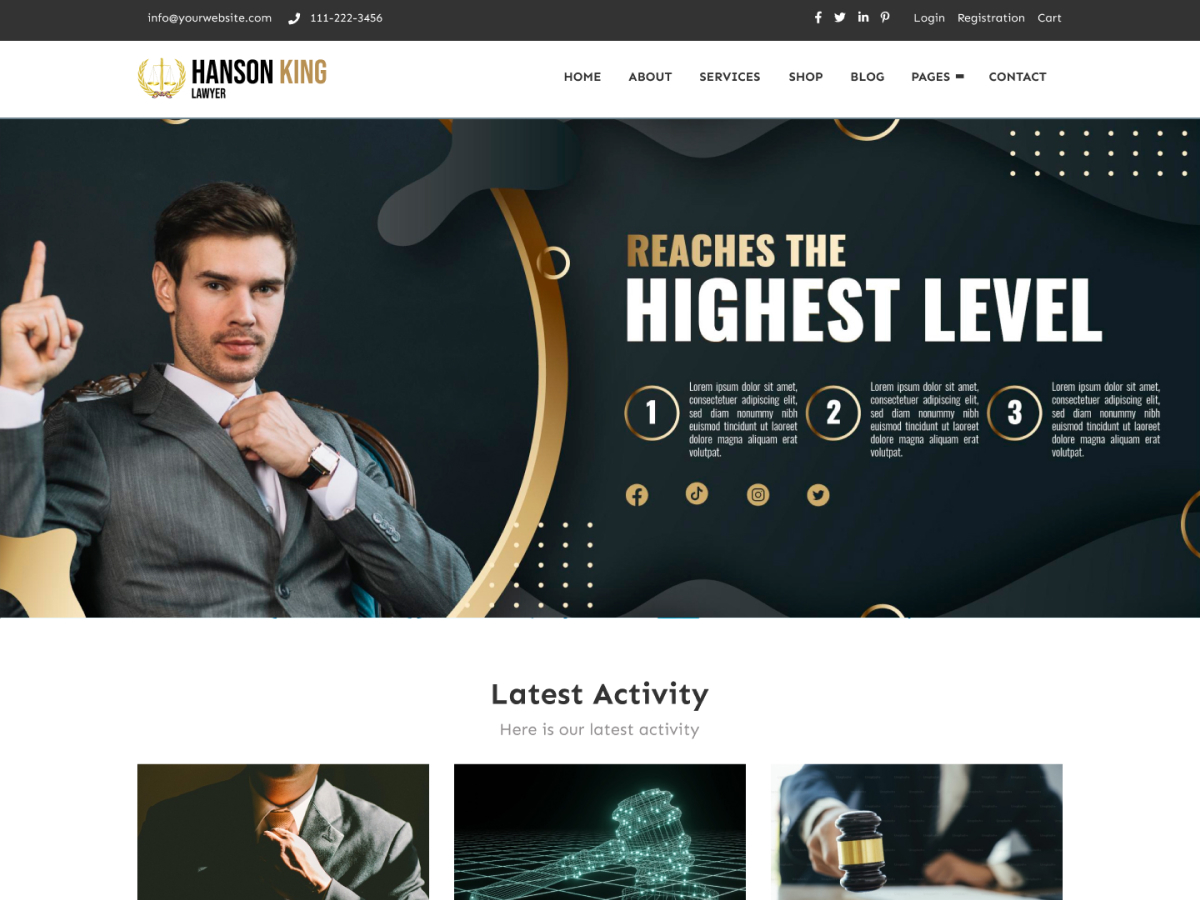 info@yourwebsite.com 111-222-3456 Login Registration Cart
HANSON KING
LAWYER
HOME ABOUT SERVICES SHOP BLOG PAGES CONTACT
REACHES THE
HIGHEST LEVEL
1
Lorem ipsum dolor sit amet,
consectetuer adipiscing elit,
sed diam nonummy nibh
euismod tincidunt ut laoreet
dolore magna aliquam erat
volutpat.
2
Lorem ipsum dolor sit amet,
consectetuer adipiscing elit,
sed diam nonummy nibh
euismod tincidunt ut laoreet
dolore magna aliquam erat
volutpat.
3
Lorem ipsum dolor sit amet,
consectetuer adipiscing elit,
sed diam nonummy nibh
euismod tincidunt ut laoreet
dolore magna aliquam erat
volutpat.
Latest Activity
Here is our latest activity